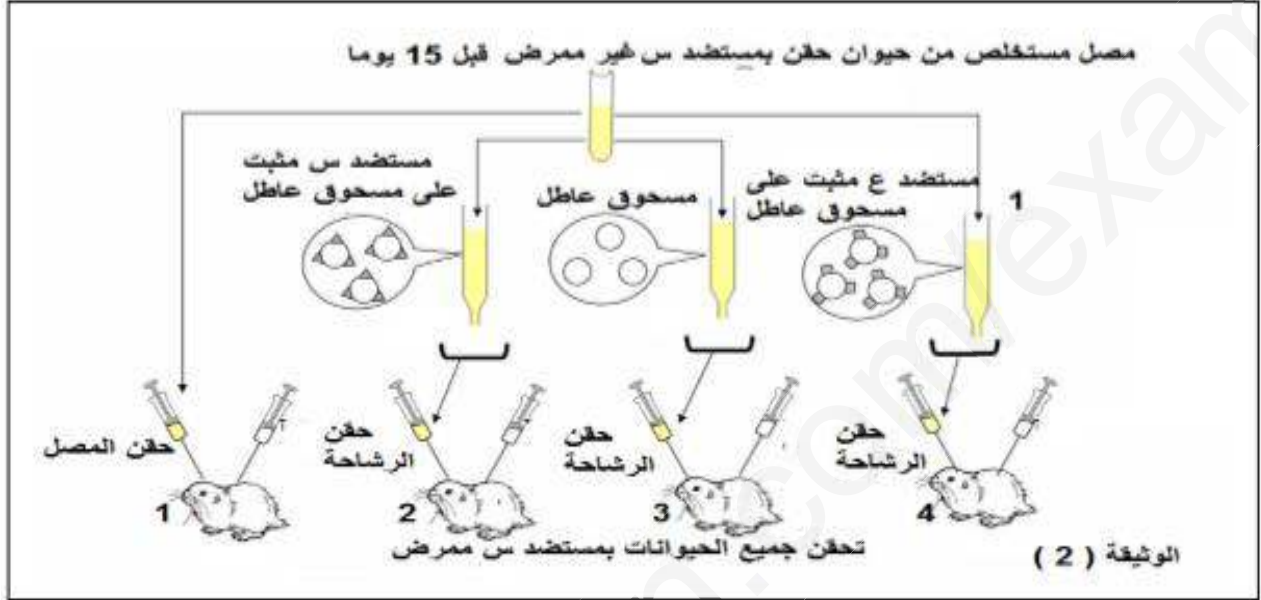 مصل مستخلص من حيوان حقن بمستضد س غير ممرض قبل 15 يوما
مستضد ع مثبت على
مسحوق عاطل
1
مسحوق عاطل
مستضد س مثبت
على مسحوق عاطل
حقن المصل
1
حقن
الرشاحة
2
حقن
الرشاحة
3
حقن
الرشاحة
4
تحقن جميع الحيوانات بمستضد س ممرض
الوثيقة ( 2 )